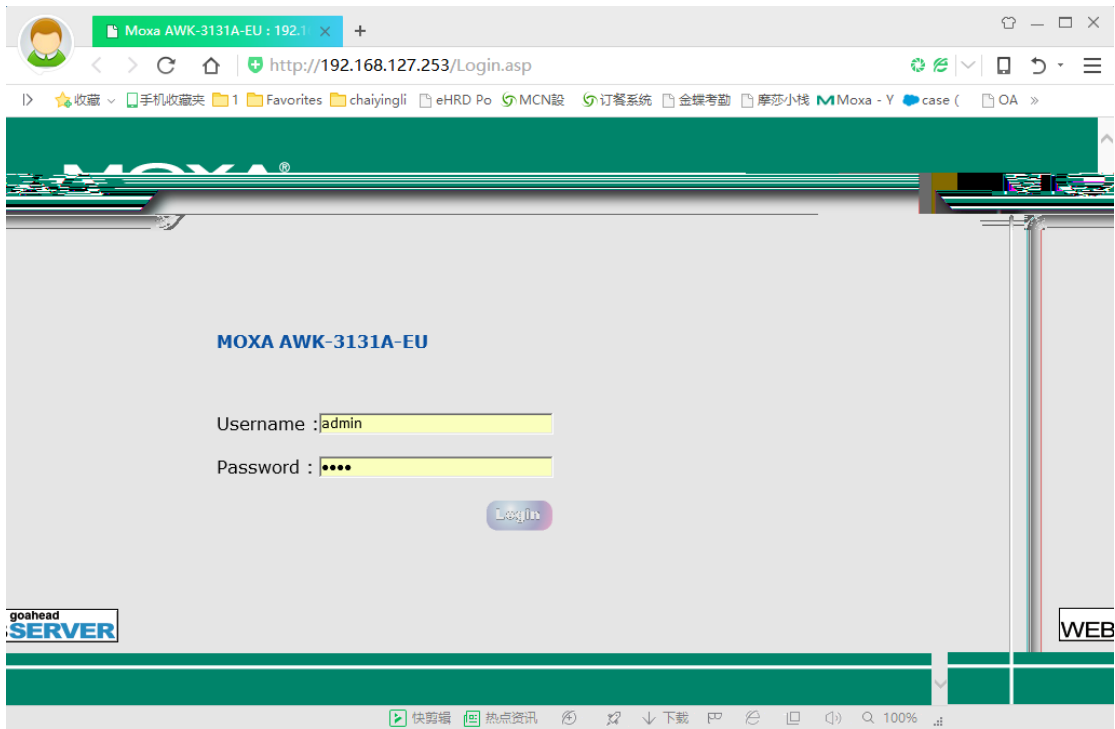 Moxa AWK-3131A-EU : 192.1
http://192.168.127.253/Login.asp
收藏 手机收藏夹 1 Favorites chaiyingli eHRD Po MCN設 订餐系统 金蝶考勤 摩莎小栈 Moxa - Y case ( OA »
MOXA®
MOXA AWK-3131A-EU
Username : admin
Password : ••••
Login
goahead
SERVER
WEB
快剪辑 热点资讯 下载 100%